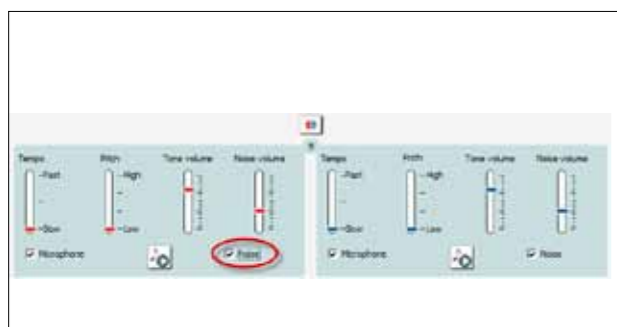 Tempo Pitch Tone volume Noise volume Tempo Pitch Tone volume Noise volume
-Fast -High -Fast -High
-Slow -Low -Slow -Low
Microphone Noise Microphone Noise